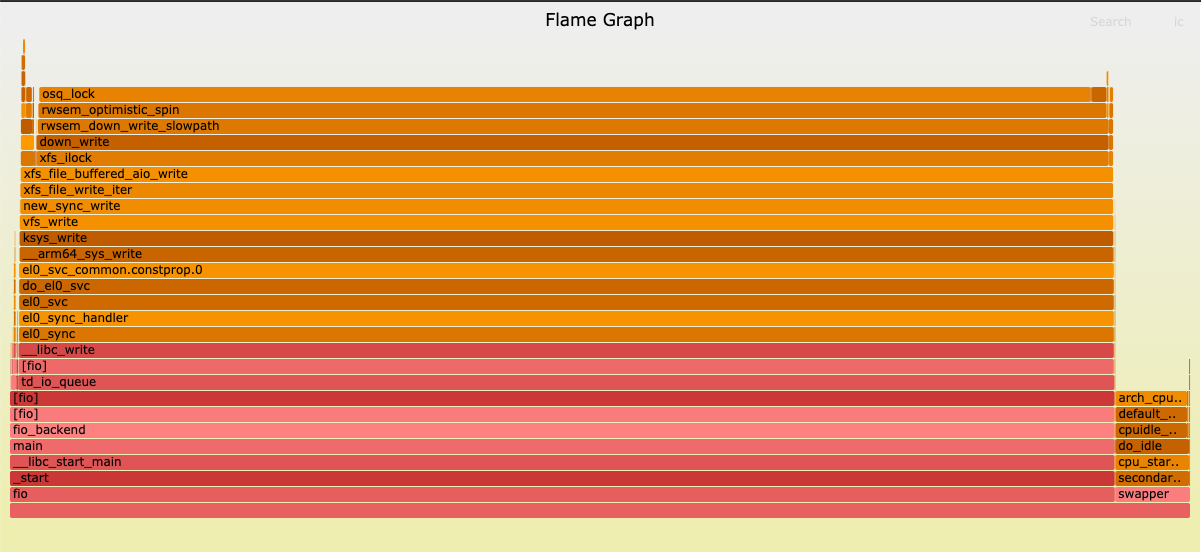 Flame Graph
Search ic
osq_lock
rwsem_optimistic_spin
rwsem_down_write_slowpath
down_write
xfs_ilock
xfs_file_buffered_aio_write
xfs_file_write_iter
new_sync_write
vfs_write
ksys_write
__arm64_sys_write
el0_svc_common.constprop.0
do_el0_svc
el0_svc
el0_sync_handler
el0_sync
__libc_write
[fio]
td_io_queue
[fio] arch_cpu..
[fio] default_..
fio_backend cpuidle_..
main do_idle
__libc_start_main cpu_star..
_start secondar..
fio swapper